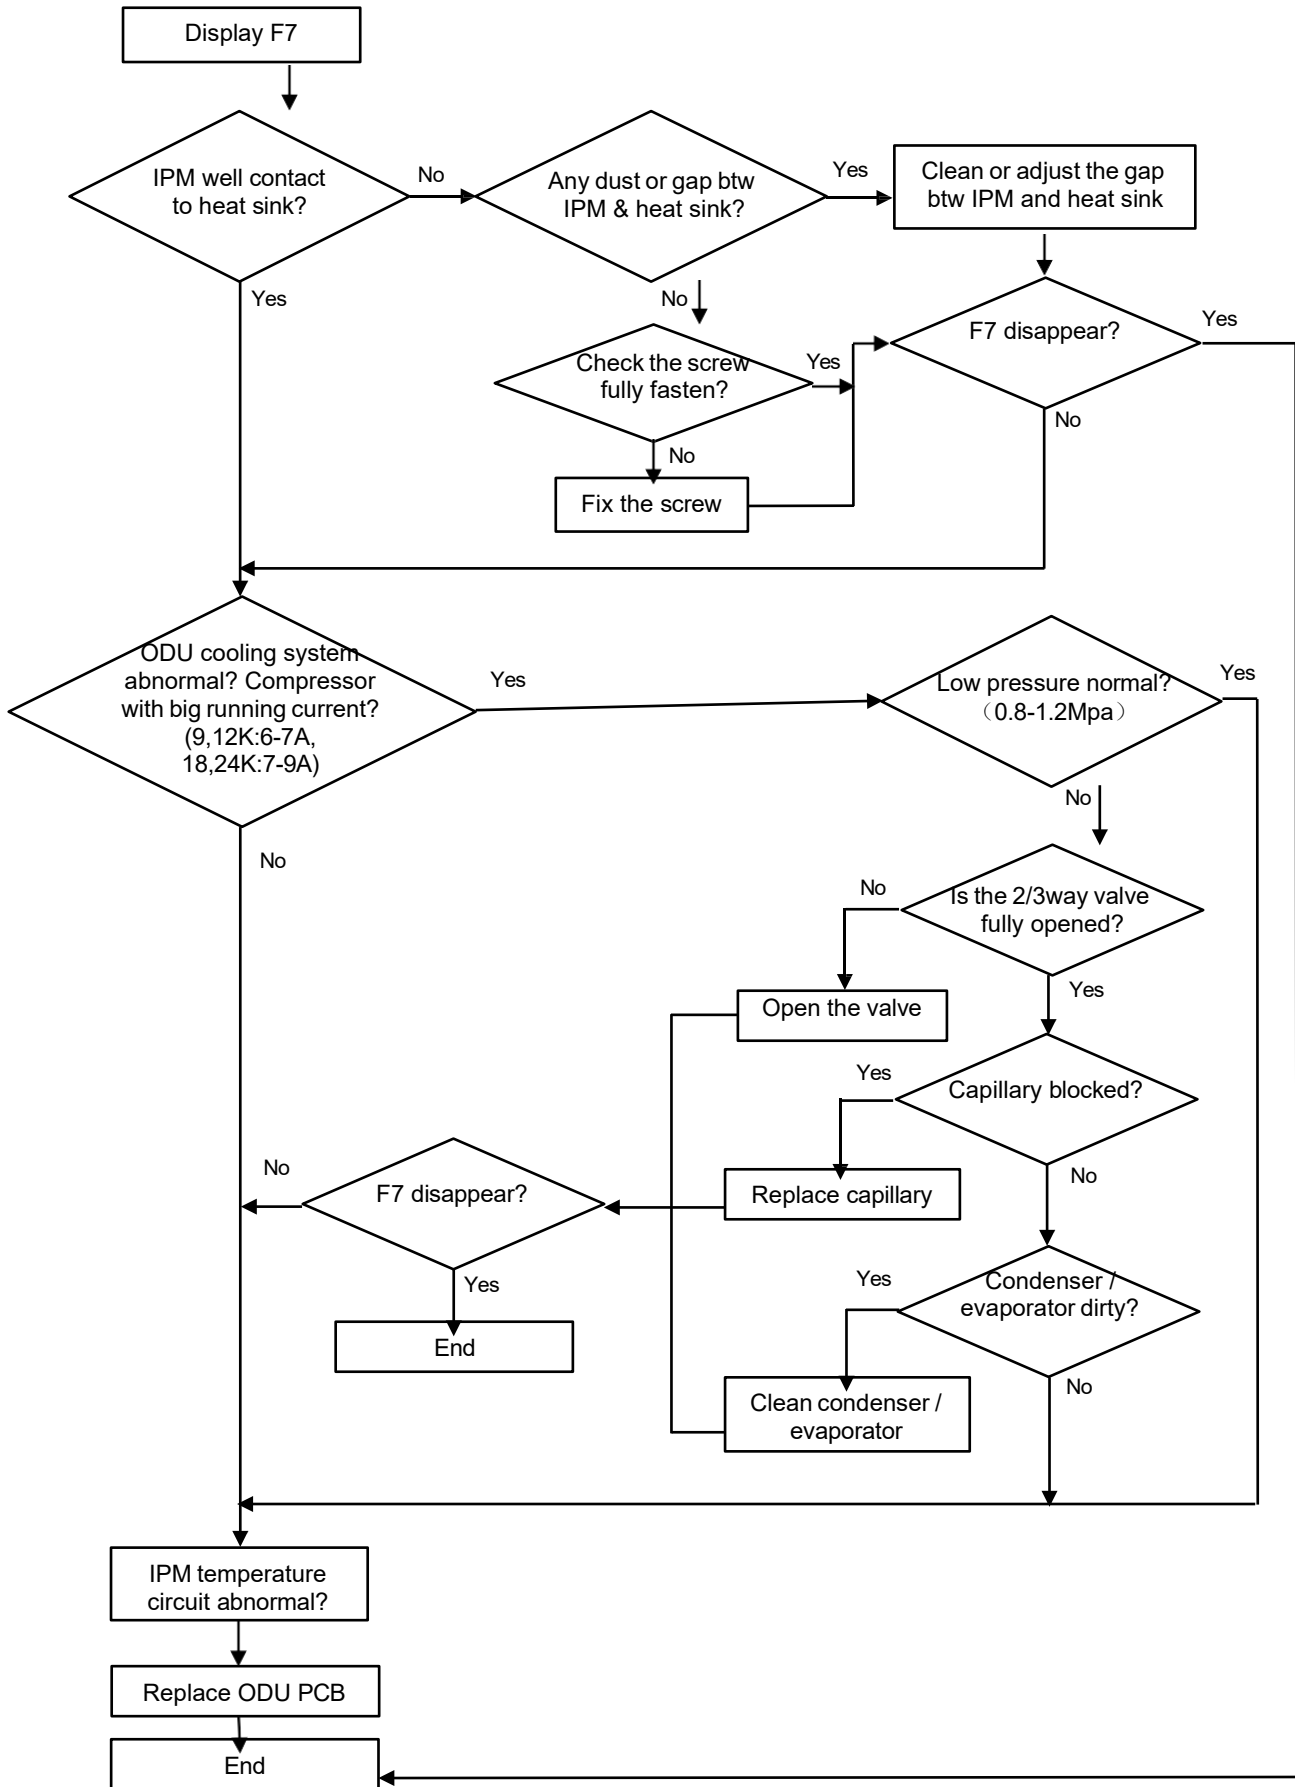 Display F7
IPM well contact
to heat sink?
No
Any dust or gap btw
IPM & heat sink?
Yes
Clean or adjust the gap
btw IPM and heat sink
Yes
No
F7 disappear?
Yes
Check the screw
fully fasten?
Yes
No
No
Fix the screw
ODU cooling system
abnormal? Compressor
with big running current?
(9,12K:6-7A,
18,24K:7-9A)
Yes
Low pressure normal?
（0.8-1.2Mpa）
Yes
No
No
No
Is the 2/3way valve
fully opened?
Yes
Open the valve
Yes
Capillary blocked?
No
No
F7 disappear?
Replace capillary
Yes
End
Yes
Condenser /
evaporator dirty?
No
Clean condenser /
evaporator
IPM temperature
circuit abnormal?
Replace ODU PCB
End